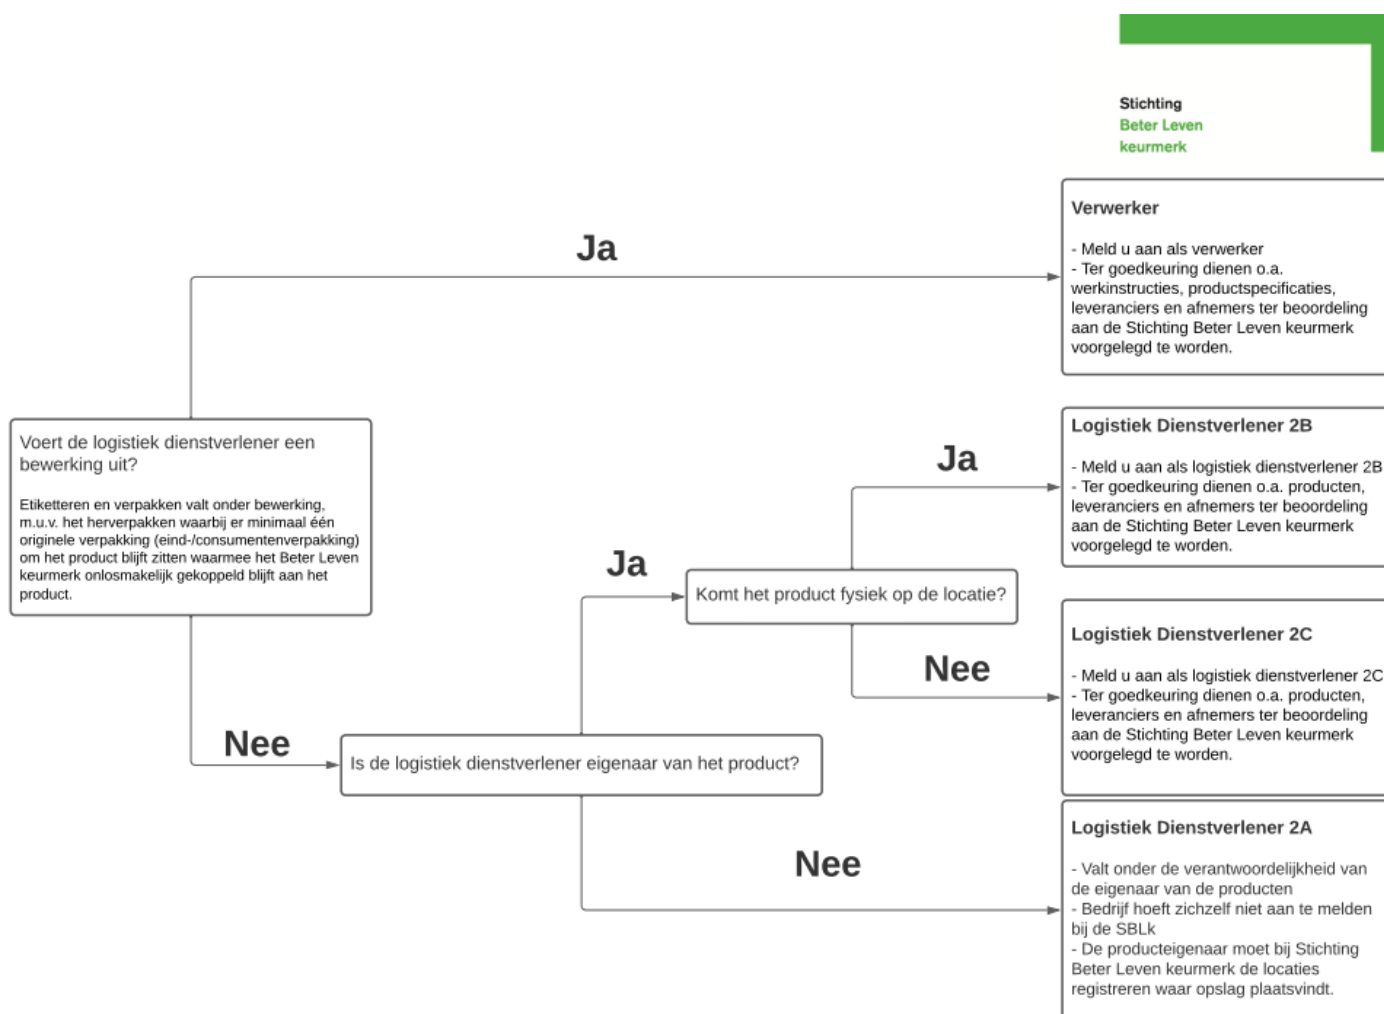 Stichting
Beter Leven
keurmerk
Verwerker
- Meld u aan als verwerker
- Ter goedkeuring dienen o.a.
werkinstructies, productspecificaties,
leveranciers en afnemers ter beoordeling
aan de Stichting Beter Leven keurmerk
voorgelegd te worden.
Ja
Voert de logistiek dienstverlener een
bewerking uit?
Etiketteren en verpakken valt onder bewerking,
m.u.v. het herverpakken waarbij er minimaal één
originele verpakking (eind-/consumentenverpakking)
om het product blijft zitten waarmee het Beter Leven
keurmerk onlosmakelijk gekoppeld blijft aan het
product.
Logistiek Dienstverlener 2B
- Meld u aan als logistiek dienstverlener 2B
- Ter goedkeuring dienen o.a. producten,
leveranciers en afnemers ter beoordeling
aan de Stichting Beter Leven keurmerk
voorgelegd te worden.
Ja
Ja
Komt het product fysiek op de locatie?
Nee
Logistiek Dienstverlener 2C
- Meld u aan als logistiek dienstverlener 2C
- Ter goedkeuring dienen o.a. producten,
leveranciers en afnemers ter beoordeling
aan de Stichting Beter Leven keurmerk
voorgelegd te worden.
Nee
Is de logistiek dienstverlener eigenaar van het product?
Nee
Logistiek Dienstverlener 2A
- Valt onder de verantwoordelijkheid van
de eigenaar van de producten
- Bedrijf hoeft zichzelf niet aan te melden
bij de SBLk
- De producteigenaar moet bij Stichting
Beter Leven keurmerk de locaties
registreren waar opslag plaatsvindt.